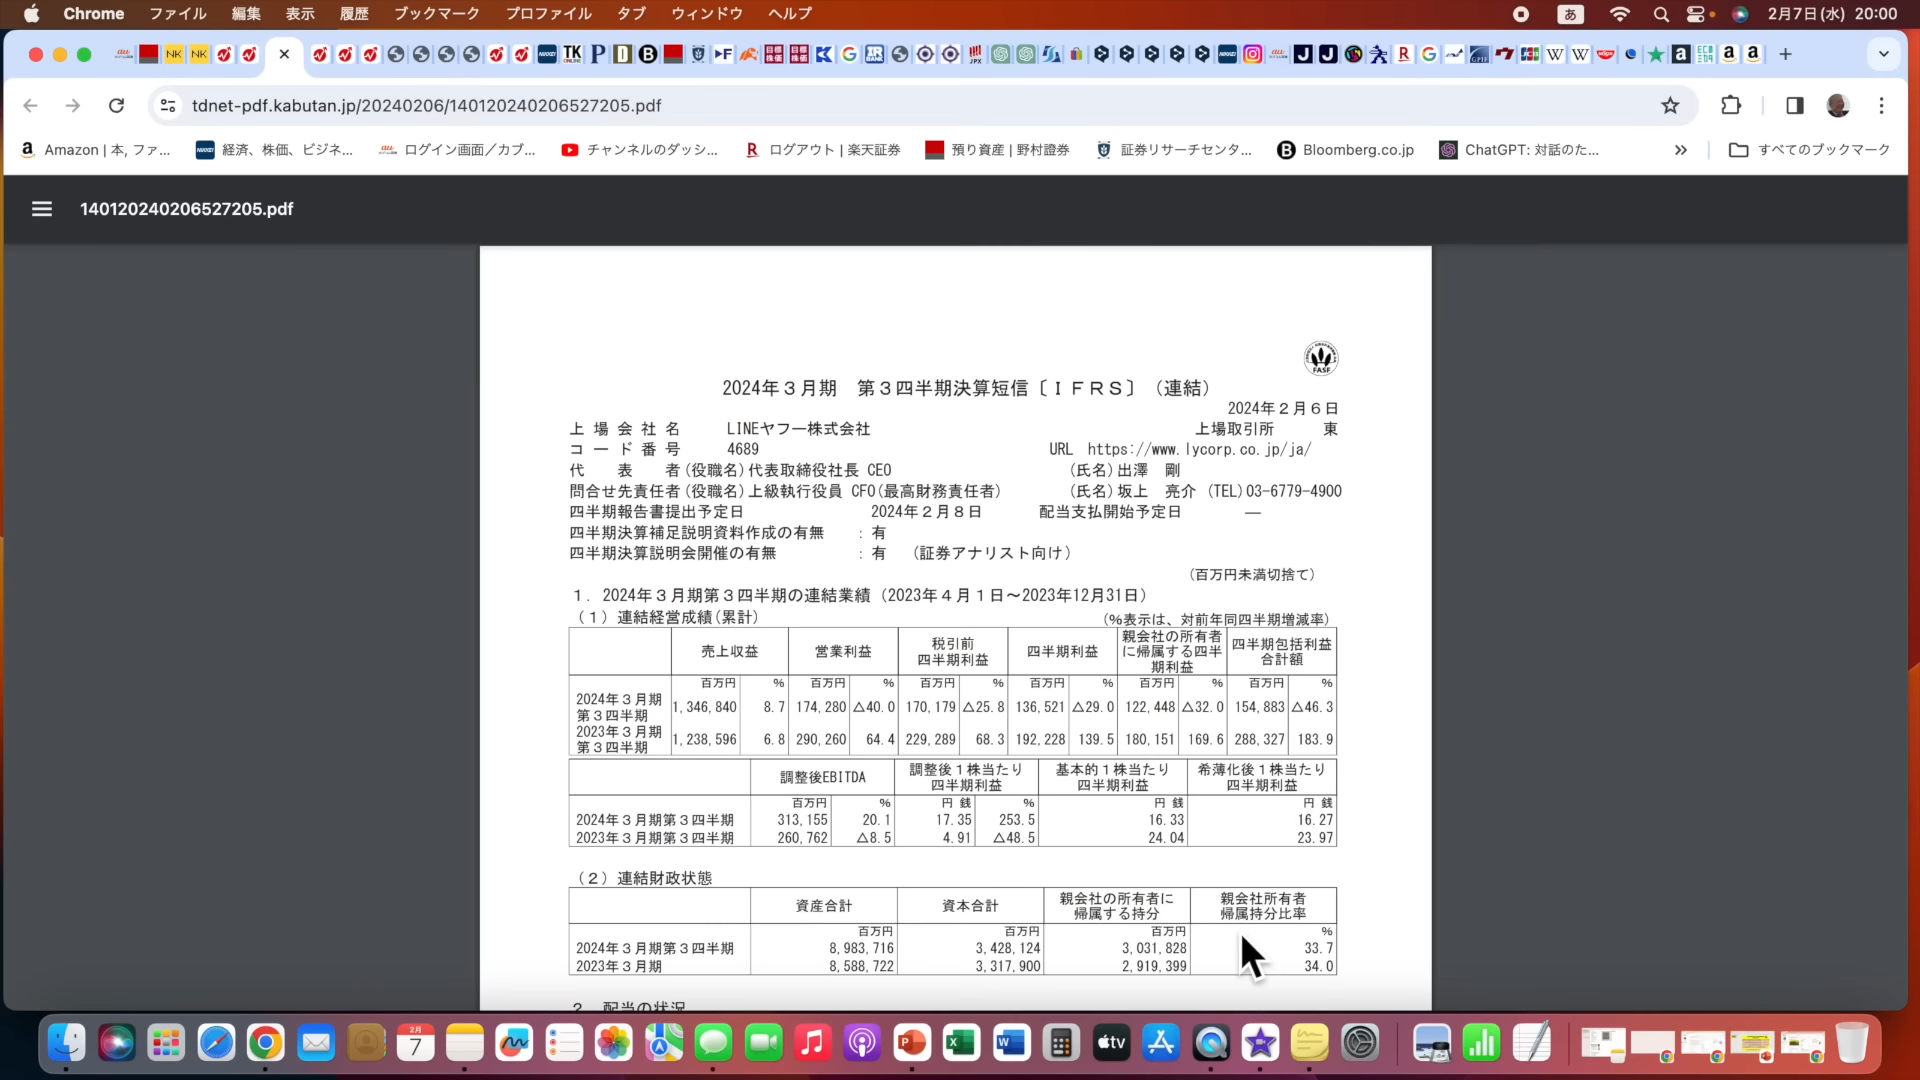 Chrome ファイル 編集 表示 履歴 ブックマーク プロファイル タブ ウィンドウ ヘルプ あ 2月7日(水) 20:00
tdnet-pdf.kabutan.jp/20240206/140120240206527205.pdf
Amazon | 本, ファ... 経済、株価、ビジネ... ログイン画面／カブ... チャンネルのダッシ... ログアウト | 楽天証券 預り資産 | 野村證券 証券リサーチセンタ... Bloomberg.co.jp ChatGPT: 対話のた... » すべてのブックマーク
140120240206527205.pdf
FASF
2024年３月期　第３四半期決算短信〔ＩＦＲＳ〕（連結）
2024年２月６日
上場会社名 LINEヤフー株式会社 上場取引所 東
コード番号 4689 URL https://www.lycorp.co.jp/ja/
代表者 (役職名) 代表取締役社長 CEO (氏名) 出澤　剛
問合せ先責任者 (役職名) 上級執行役員 CFO(最高財務責任者) (氏名) 坂上　亮介 (TEL) 03-6779-4900
四半期報告書提出予定日 2024年２月８日 配当支払開始予定日 ―
四半期決算補足説明資料作成の有無 : 有
四半期決算説明会開催の有無 : 有 （証券アナリスト向け）
（百万円未満切捨て）
１．2024年３月期第３四半期の連結業績（2023年４月１日～2023年12月31日）
（１）連結経営成績(累計) （％表示は、対前年同四半期増減率）
売上収益 営業利益 税引前四半期利益 四半期利益 親会社の所有者に帰属する四半期利益 四半期包括利益合計額
百万円 ％ 百万円 ％ 百万円 ％ 百万円 ％ 百万円 ％ 百万円 ％
2024年３月期第３四半期 1,346,840 8.7 174,280 △40.0 170,179 △25.8 136,521 △29.0 122,448 △32.0 154,883 △46.3
2023年３月期第３四半期 1,238,596 6.8 290,260 64.4 229,289 68.3 192,228 139.5 180,151 169.6 288,327 183.9
調整後EBITDA 調整後１株当たり四半期利益 基本的１株当たり四半期利益 希薄化後１株当たり四半期利益
百万円 ％ 円 銭 ％ 円 銭 円 銭
2024年３月期第３四半期 313,155 20.1 17.35 253.5 16.33 16.27
2023年３月期第３四半期 260,762 △8.5 4.91 △48.5 24.04 23.97
（２）連結財政状態
資産合計 資本合計 親会社の所有者に帰属する持分 親会社所有者帰属持分比率
百万円 百万円 百万円 ％
2024年３月期第３四半期 8,983,716 3,428,124 3,031,828 33.7
2023年３月期 8,588,722 3,317,900 2,919,399 34.0
２．配当の状況